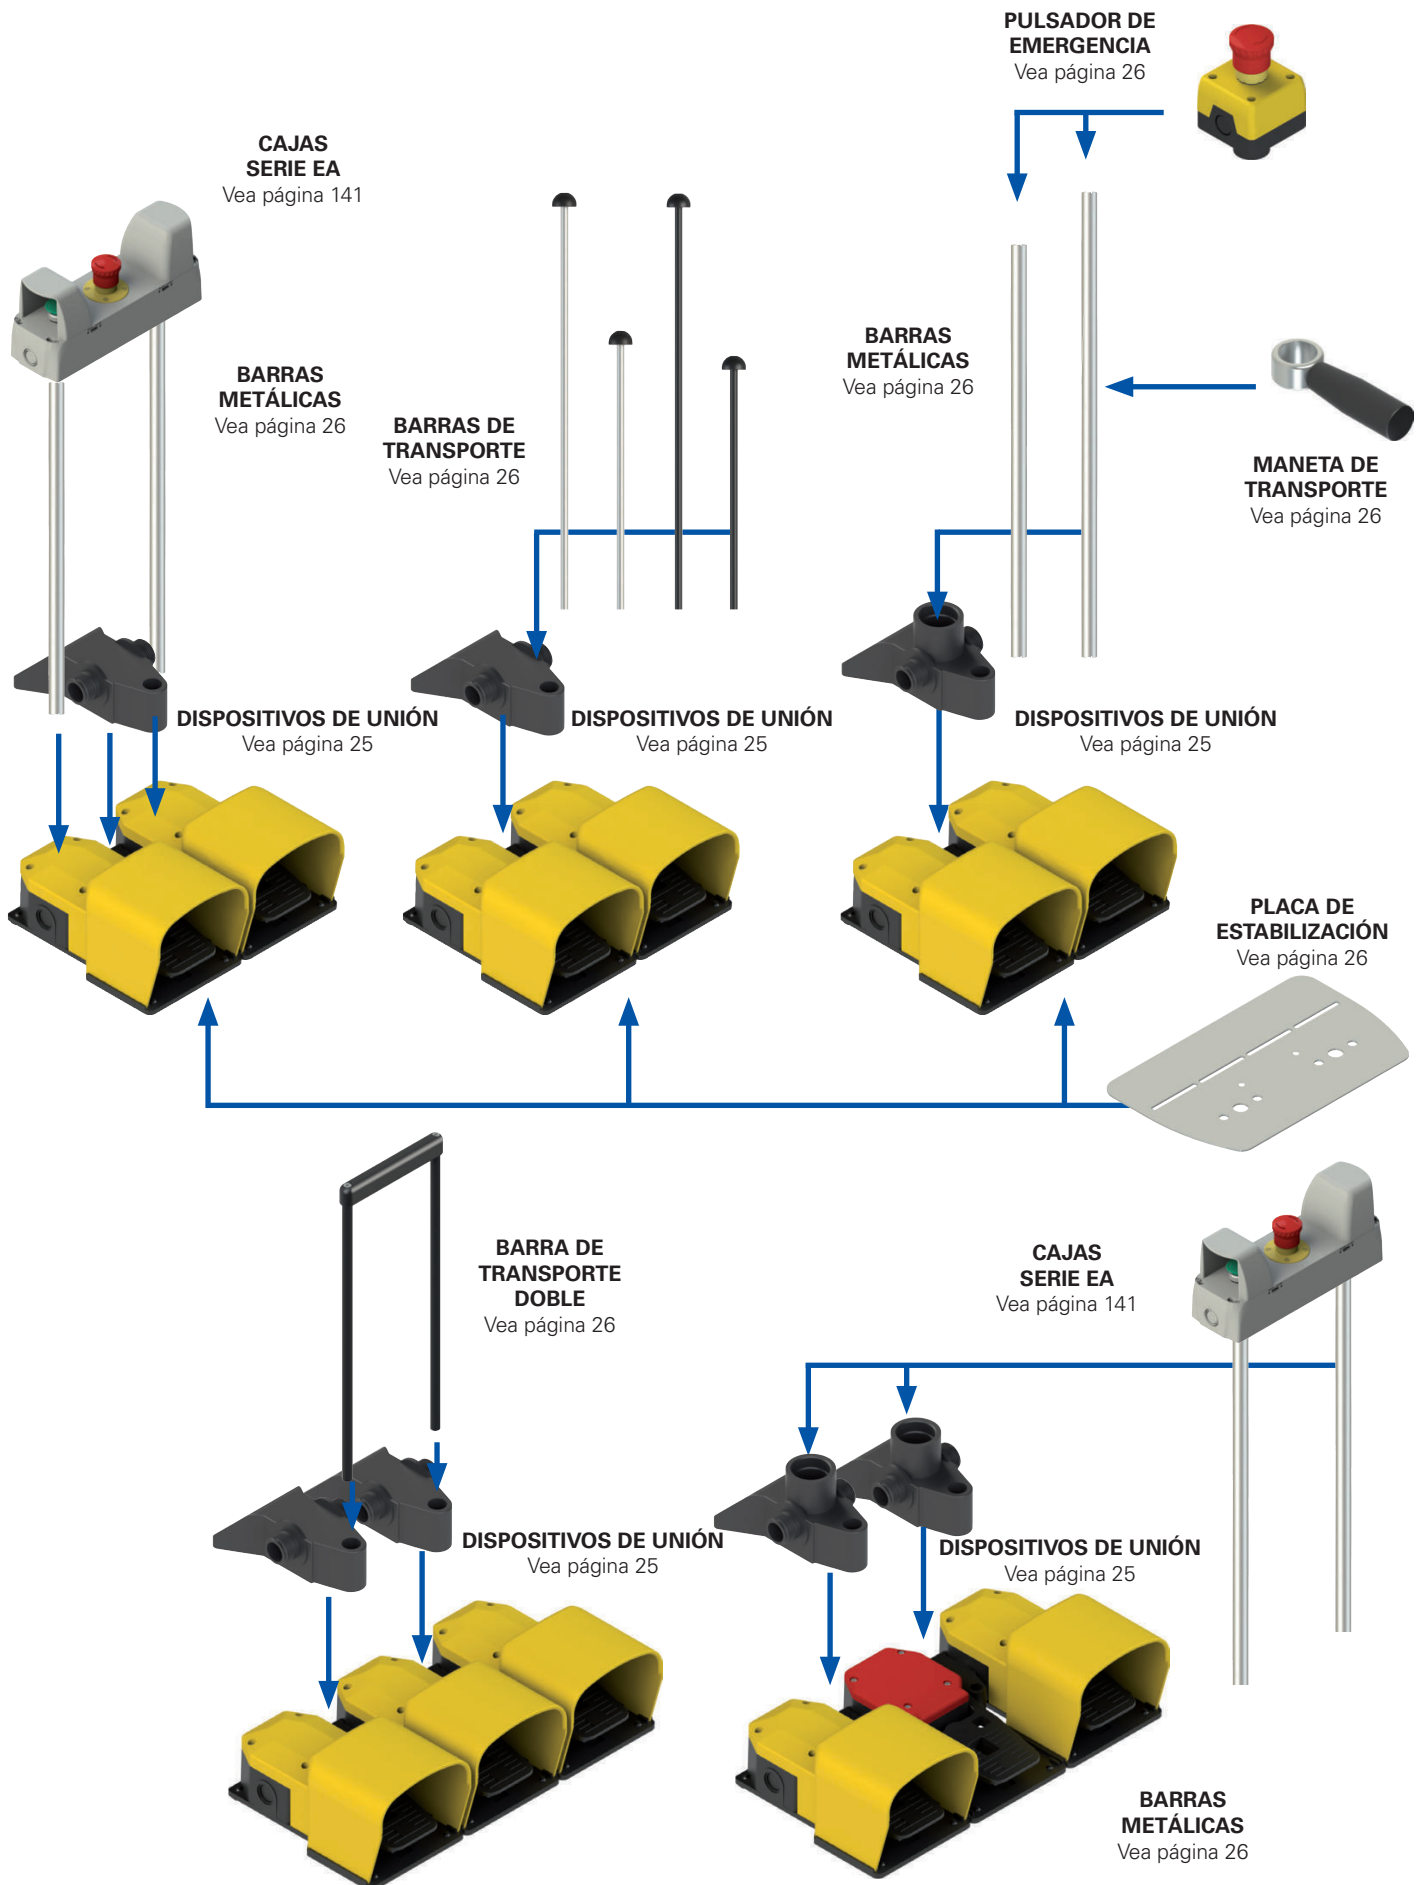 PULSADOR DE
EMERGENCIA
Vea página 26
CAJAS
SERIE EA
Vea página 141
BARRAS
METÁLICAS
Vea página 26
BARRAS DE
TRANSPORTE
Vea página 26
BARRAS
METÁLICAS
Vea página 26
MANETA DE
TRANSPORTE
Vea página 26
DISPOSITIVOS DE UNIÓN
Vea página 25
DISPOSITIVOS DE UNIÓN
Vea página 25
DISPOSITIVOS DE UNIÓN
Vea página 25
PLACA DE
ESTABILIZACIÓN
Vea página 26
BARRA DE
TRANSPORTE
DOBLE
Vea página 26
CAJAS
SERIE EA
Vea página 141
DISPOSITIVOS DE UNIÓN
Vea página 25
DISPOSITIVOS DE UNIÓN
Vea página 25
BARRAS
METÁLICAS
Vea página 26